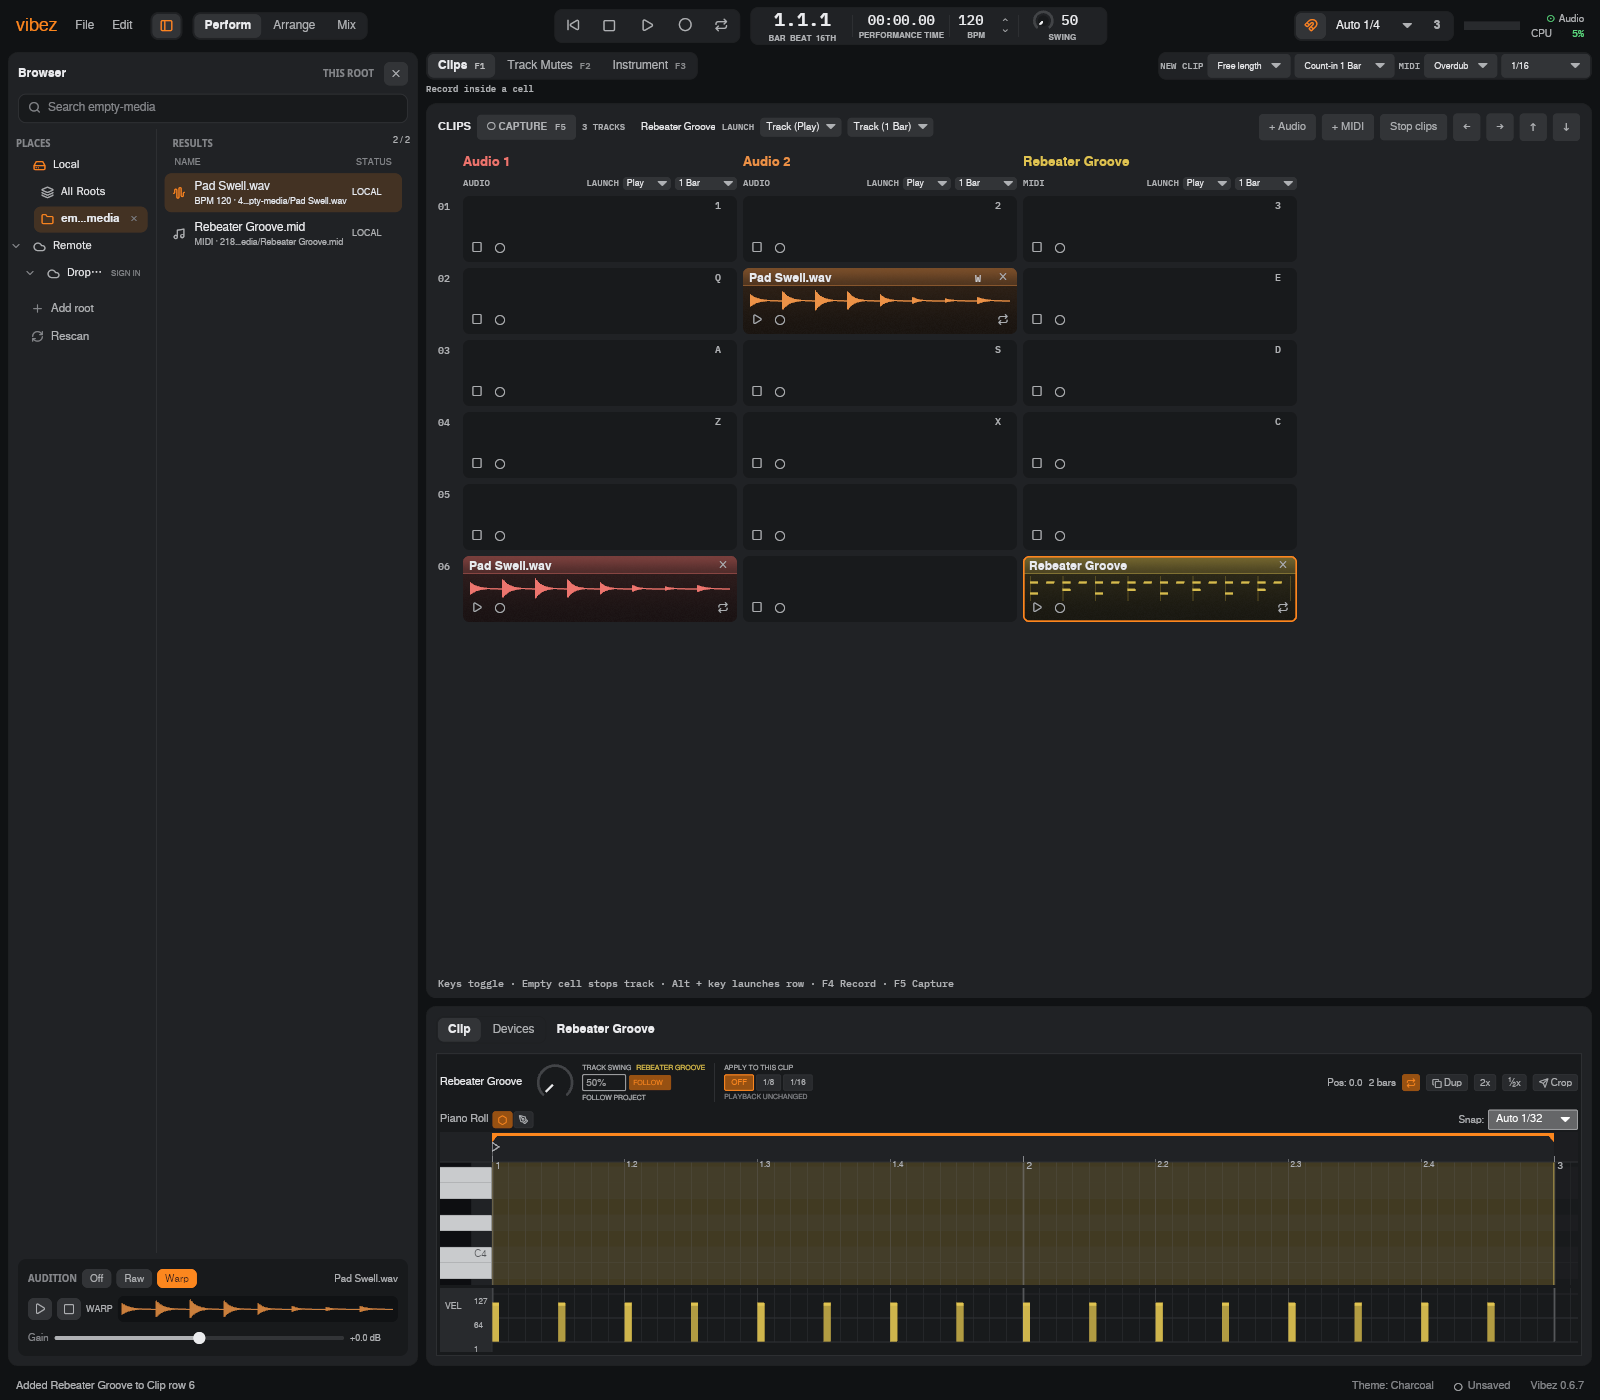 vibez File Edit Perform Arrange Mix
1.1.1 00:00.00 120 50
BAR BEAT 16TH PERFORMANCE TIME BPM SWING
Auto 1/4 3
Audio
CPU 5%
Browser THIS ROOT
Search empty-media
PLACES
Local
All Roots
em...media
Remote
Drop··· SIGN IN
Add root
Rescan
RESULTS 2/2
NAME STATUS
Pad Swell.wav LOCAL
BPM 120 · 4...pty-media/Pad Swell.wav
Rebeater Groove.mid LOCAL
MIDI · 218...edia/Rebeater Groove.mid
AUDITION Off Raw Warp Pad Swell.wav
WARP
Gain +0.0 dB
Clips F1 Track Mutes F2 Instrument F3
NEW CLIP Free length Count-in 1 Bar MIDI Overdub 1/16
Record inside a cell
CLIPS CAPTURE F5 3 TRACKS Rebeater Groove LAUNCH Track (Play) Track (1 Bar)
+ Audio + MIDI Stop clips ← → ↑ ↓
Audio 1 Audio 2 Rebeater Groove
AUDIO LAUNCH Play 1 Bar AUDIO LAUNCH Play 1 Bar MIDI LAUNCH Play 1 Bar
01 1 2 3
02 Q Pad Swell.wav W E
03 A S D
04 Z X C
05
06 Pad Swell.wav Rebeater Groove
Keys toggle · Empty cell stops track · Alt + key launches row · F4 Record · F5 Capture
Clip Devices Rebeater Groove
Rebeater Groove
TRACK SWING REBEATER GROOVE
50% FOLLOW
FOLLOW PROJECT
APPLY TO THIS CLIP
OFF 1/8 1/16
PLAYBACK UNCHANGED
Pos: 0.0 2 bars Dup 2x ½x Crop
Piano Roll Snap: Auto 1/32
1 1.2 1.3 1.4 2 2.2 2.3 2.4 3
C4
VEL 127
64
1
Added Rebeater Groove to Clip row 6 Theme: Charcoal Unsaved Vibez 0.6.7